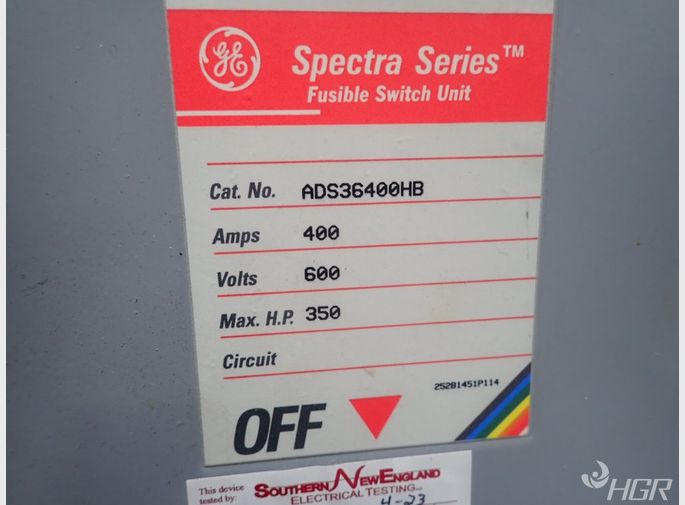 GE
Spectra Series™
Fusible Switch Unit
Cat. No. ADS36400HB
Amps 400
Volts 600
Max. H.P. 350
Circuit
252B1451P114
OFF
This device
tested by:
SOUTHERN NEW ENGLAND
ELECTRICAL TESTING
4-23
HGR